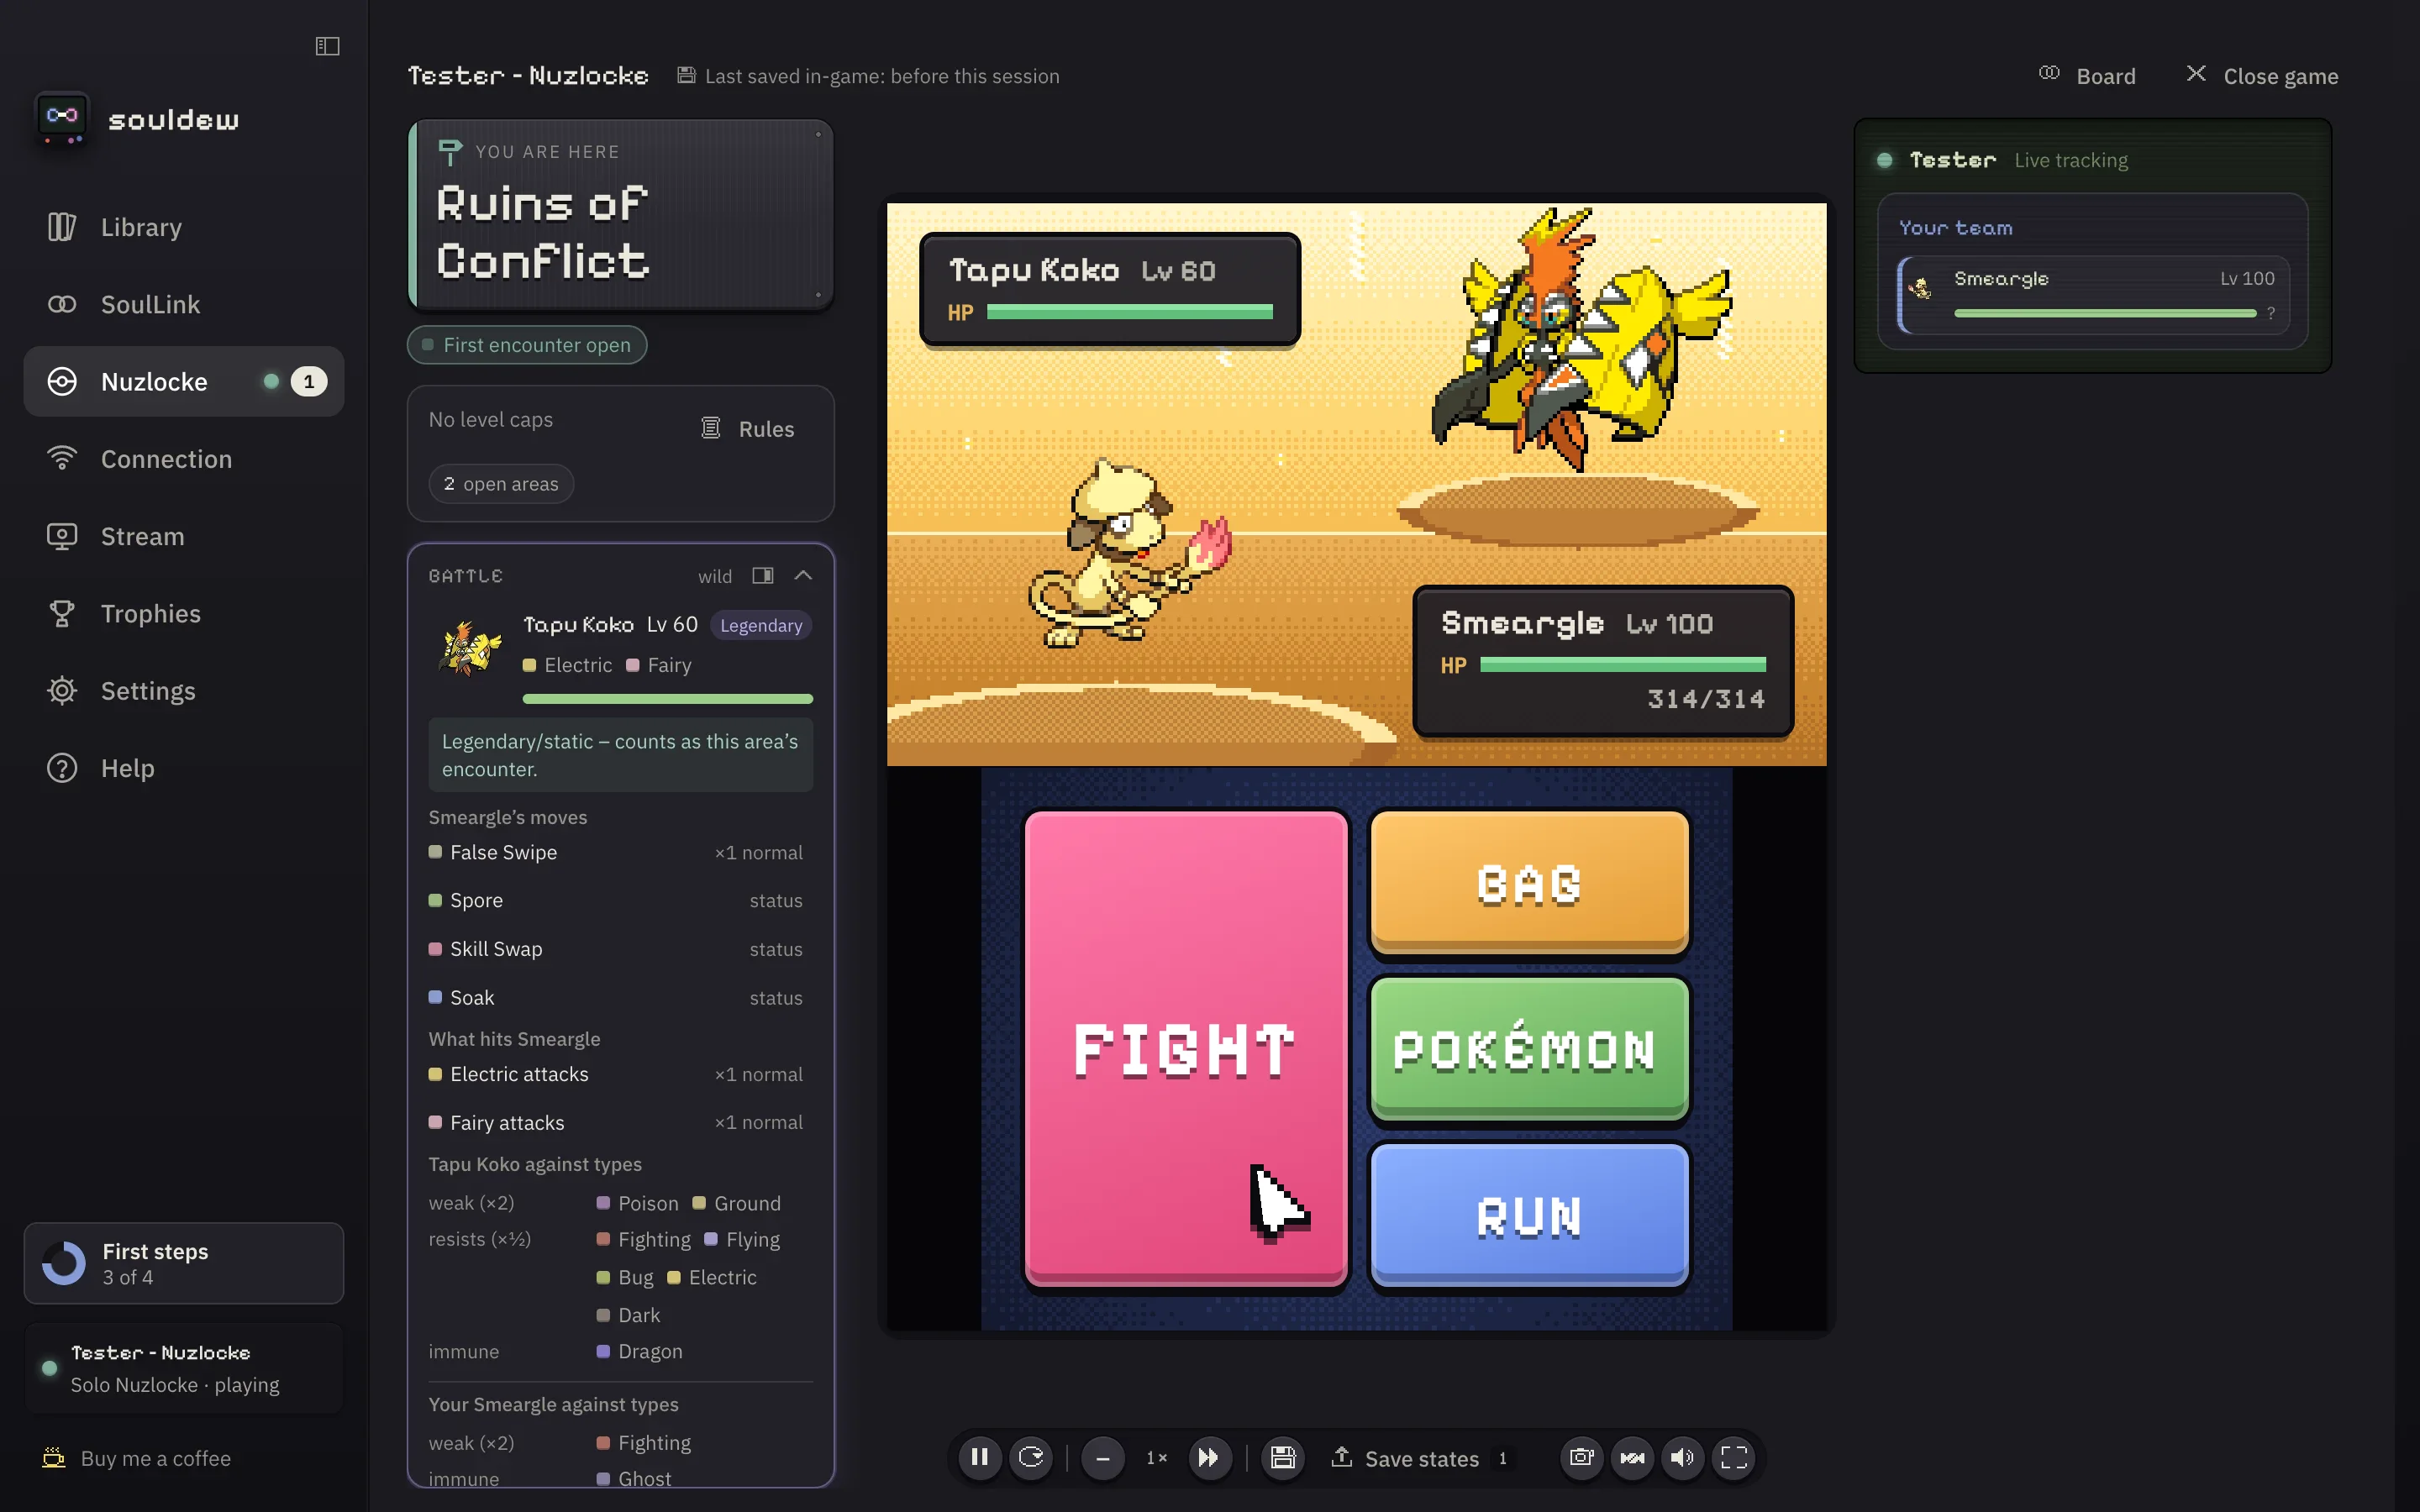 souldew
Library
SoulLink
Nuzlocke 1
Connection
Stream
Trophies
Settings
Help
First steps
3 of 4
Tester - Nuzlocke
Solo Nuzlocke · playing
Buy me a coffee
Tester - Nuzlocke Last saved in-game: before this session
Board Close game
YOU ARE HERE
Ruins of
Conflict
First encounter open
No level caps
Rules
2 open areas
BATTLE wild
Tapu Koko Lv 60 Legendary
Electric Fairy
Legendary/static – counts as this area’s
encounter.
Smeargle’s moves
False Swipe ×1 normal
Spore status
Skill Swap status
Soak status
What hits Smeargle
Electric attacks ×1 normal
Fairy attacks ×1 normal
Tapu Koko against types
weak (×2) Poison Ground
resists (×½) Fighting Flying
Bug Electric
Dark
immune Dragon
Your Smeargle against types
weak (×2) Fighting
immune Ghost
Tapu Koko Lv 60
HP
Smeargle Lv 100
HP
314/314
FIGHT
BAG
POKÉMON
RUN
1×
Save states 1
Tester Live tracking
Your team
Smeargle Lv 100
?